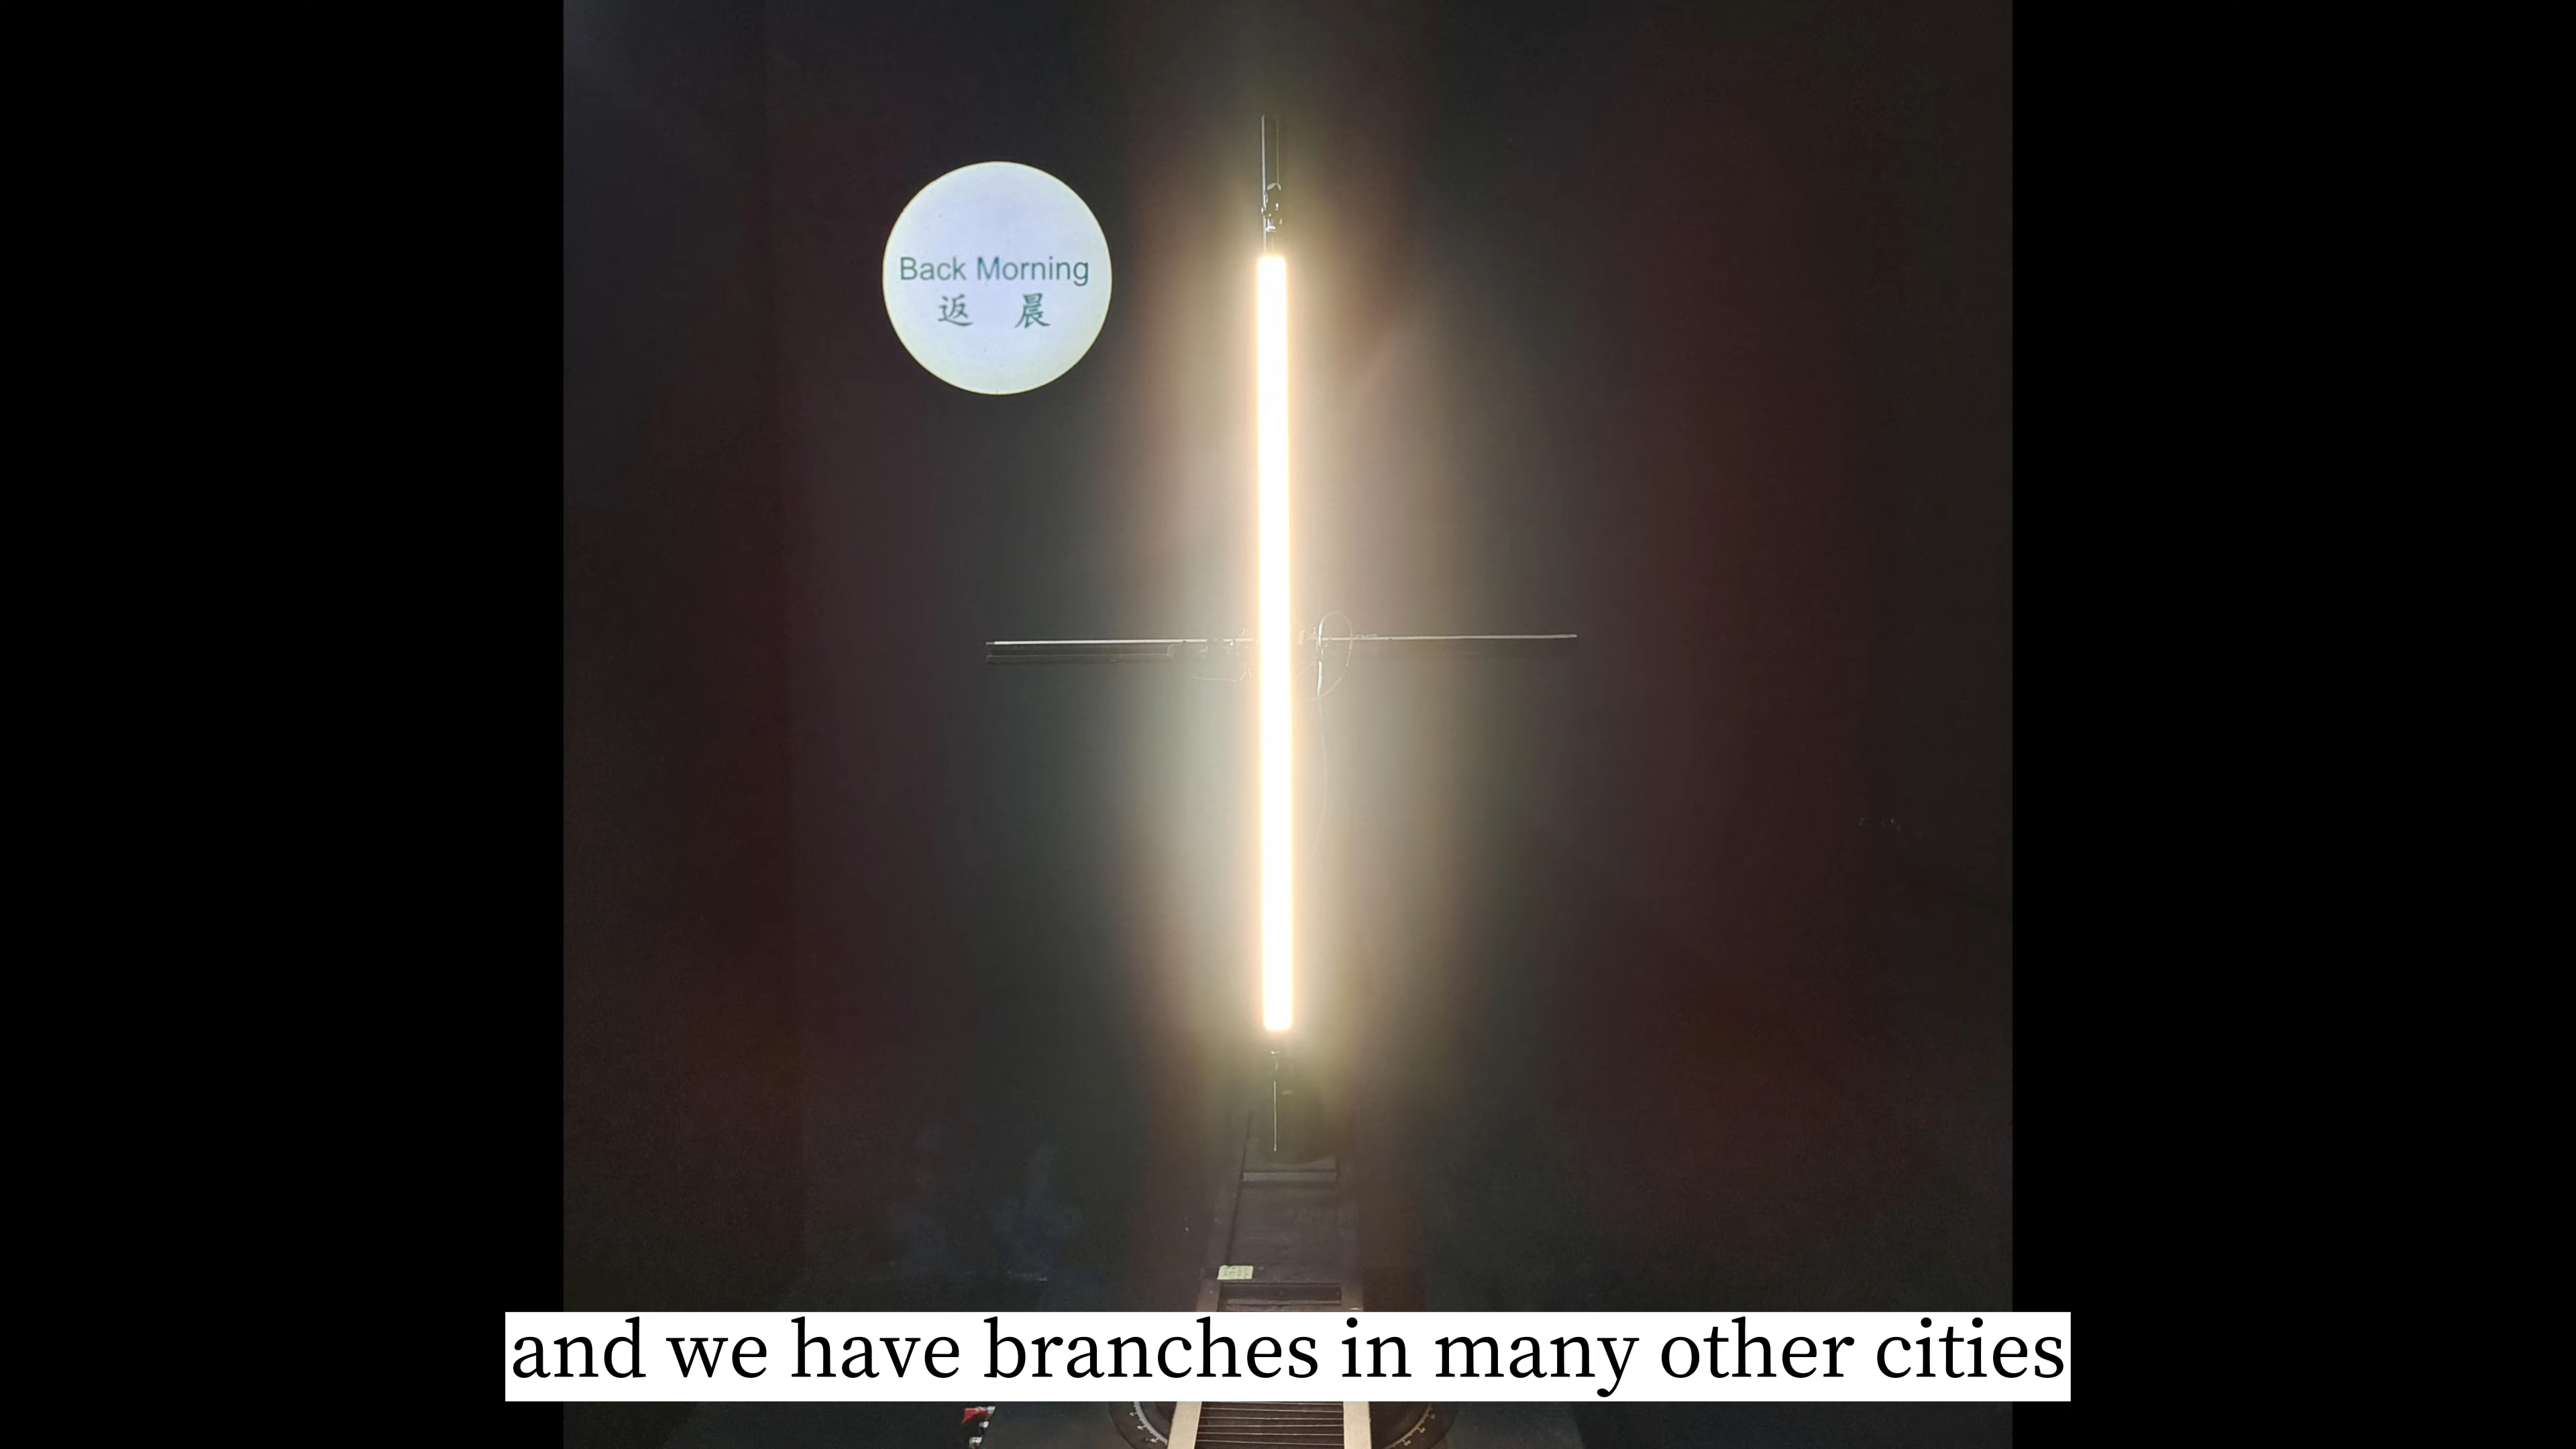 Back Morning
返 晨
and we have branches in many other cities